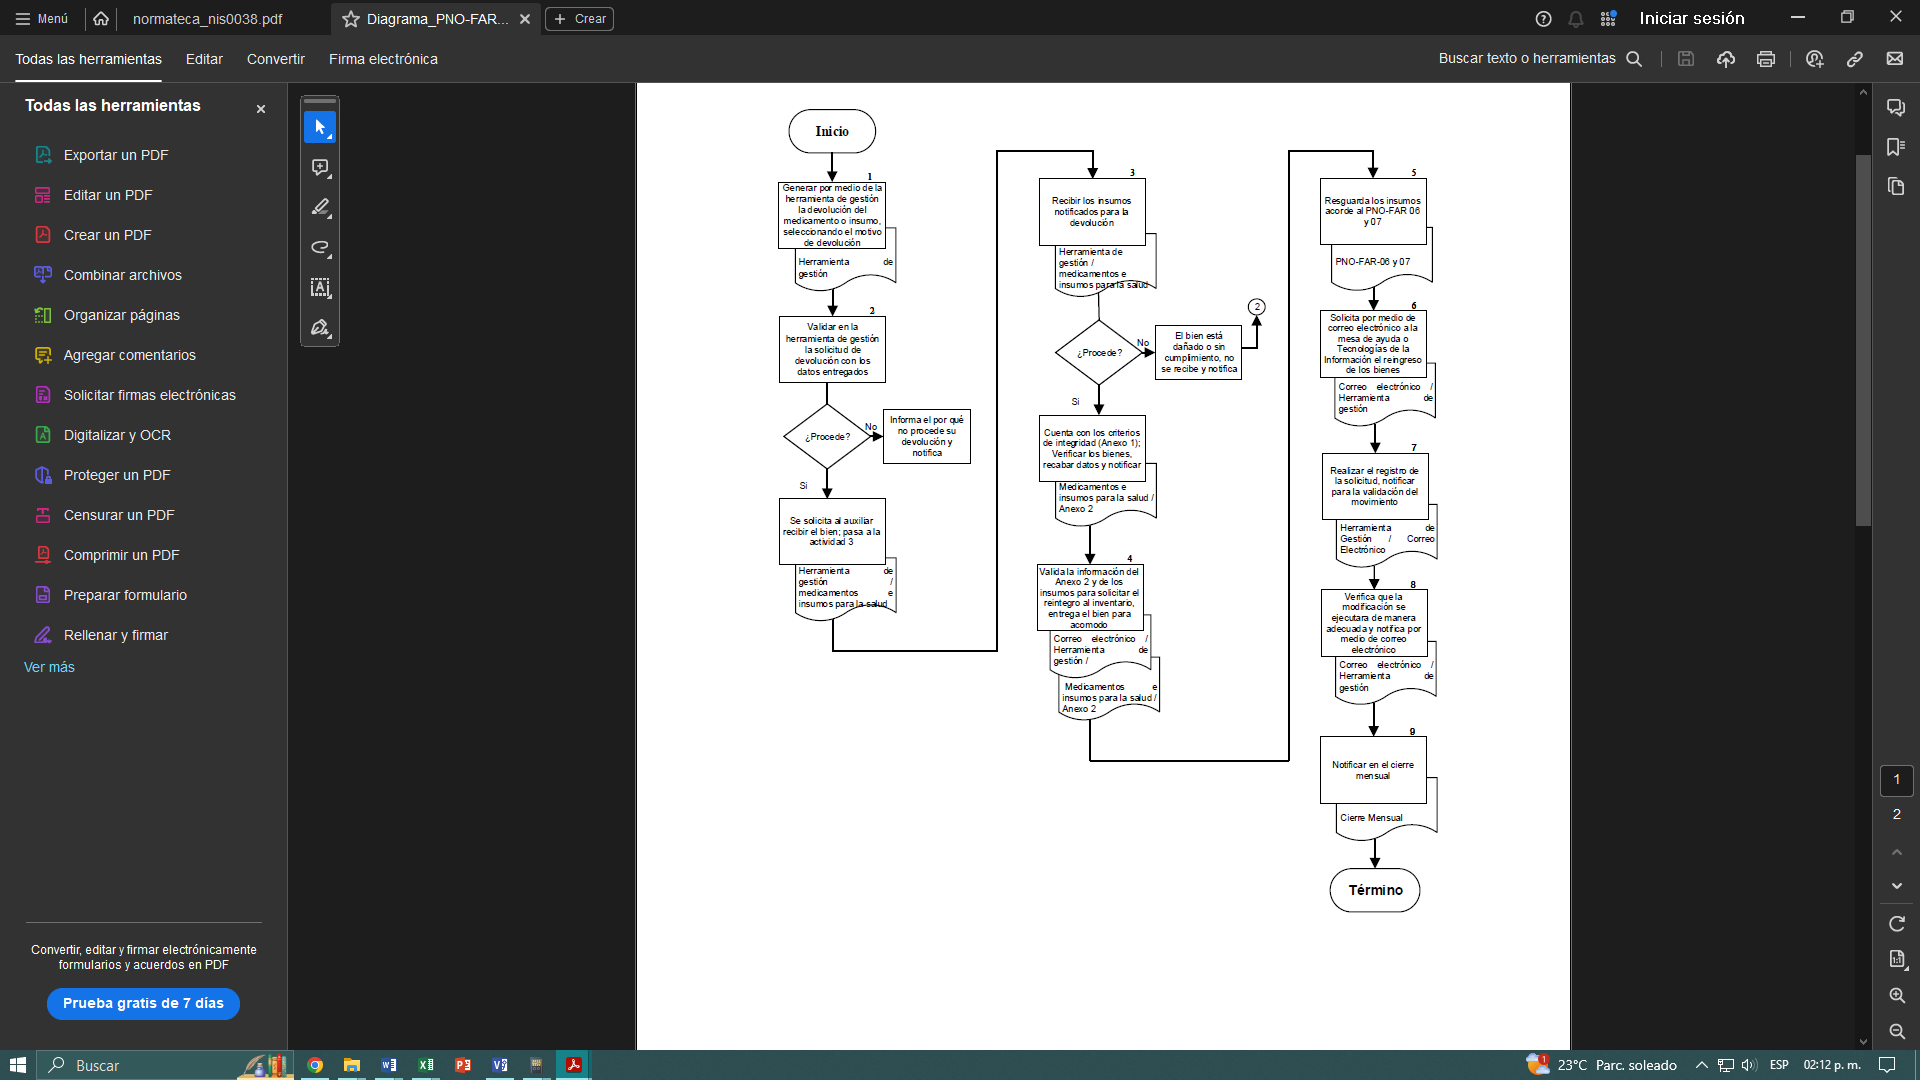 Menú
normateca_nis0038.pdf
Diagrama_PNO-FAR...
Crear
Iniciar sesión
Todas las herramientas
Editar
Convertir
Firma electrónica
Buscar texto o herramientas
Todas las herramientas
Exportar un PDF
Editar un PDF
Crear un PDF
Combinar archivos
Organizar páginas
Agregar comentarios
Solicitar firmas electrónicas
Digitalizar y OCR
Proteger un PDF
Censurar un PDF
Comprimir un PDF
Preparar formulario
Rellenar y firmar
Ver más
Convertir, editar y firmar electrónicamente
formularios y acuerdos en PDF
Prueba gratis de 7 días
Inicio
1
Generar por medio de la
herramienta de gestión
la devolución del
medicamento o insumo,
seleccionando el motivo
de devolución
Herramienta de
gestión
2
Validar en la
herramienta de gestión
la solicitud de
devolución con los
datos entregados
¿Procede?
No
Informa el por qué
no procede su
devolución y
notifica
Si
Se solicita al auxiliar
recibir el bien; pasa a la
actividad 3
Herramienta de
gestión /
medicamentos e
insumos para la salud
3
Recibir los insumos
notificados para la
devolución
Herramienta de
gestión /
medicamentos e
insumos para la salud
¿Procede?
No
El bien está
dañado o sin
cumplimiento, no
se recibe y notifica
2
Si
Cuenta con los criterios
de integridad (Anexo 1);
Verificar los bienes,
recabar datos y notificar
Medicamentos e
insumos para la salud /
Anexo 2
4
Valida la información del
Anexo 2 y de los
insumos para solicitar el
reintegro al inventario,
entrega el bien para
acomodo
Correo electrónico /
Herramienta de
gestión /
Medicamentos e
insumos para la salud /
Anexo 2
5
Resguarda los insumos
acorde al PNO-FAR 06
y 07
PNO-FAR-06 y 07
6
Solicita por medio de
correo electrónico a la
mesa de ayuda o
Tecnologías de la
Información el reingreso
de los bienes
Correo electrónico /
Herramienta de
gestión
7
Realizar el registro de
la solicitud, notificar
para la validación del
movimiento
Herramienta de
Gestión / Correo
Electrónico
8
Verifica que la
modificación se
ejecutara de manera
adecuada y notifica por
medio de correo
electrónico
Correo electrónico /
Herramienta de
gestión
9
Notificar en el cierre
mensual
Cierre Mensual
Término
1
2
Buscar
1
23°C Parc. soleado
ESP
02:12 p. m.